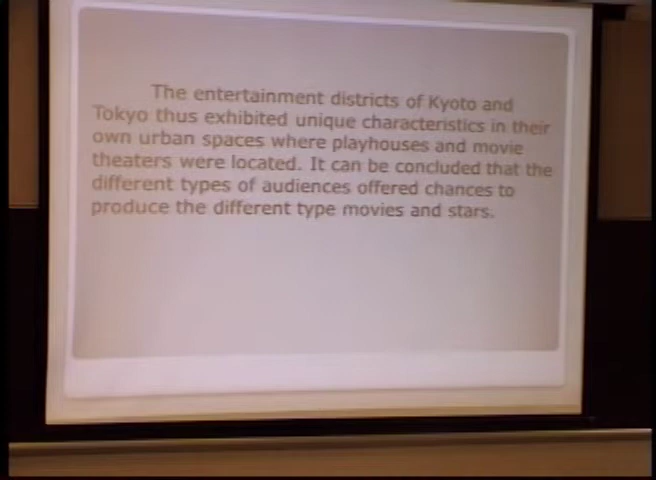 The entertainment districts of Kyoto and
Tokyo thus exhibited unique characteristics in their
own urban spaces where playhouses and movie
theaters were located. It can be concluded that the
different types of audiences offered chances to
produce the different type movies and stars.